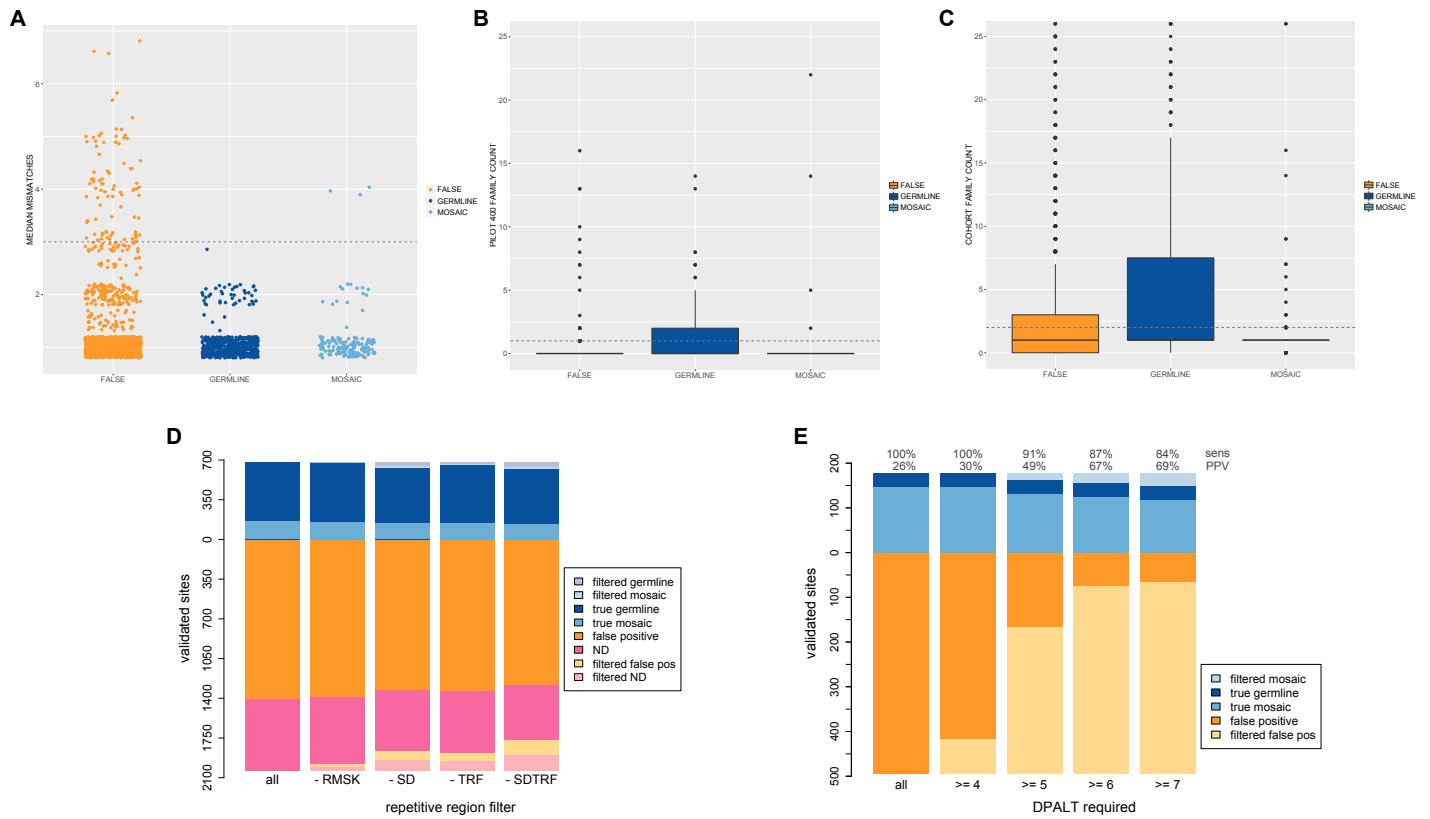 A
MEDIAN MISMATCHES
6
4
2
FALSE
GERMLINE
MOSAIC
FALSE
GERMLINE
MOSAIC
B
PILOT 400 FAMILY COUNT
25
20
15
10
5
0
FALSE
GERMLINE
MOSAIC
FALSE
GERMLINE
MOSAIC
C
COHORT FAMILY COUNT
25
20
15
10
5
0
FALSE
GERMLINE
MOSAIC
FALSE
GERMLINE
MOSAIC
D
validated sites
700
350
0
350
700
1050
1400
1750
2100
all
- RMSK
- SD
- TRF
- SDTRF
repetitive region filter
filtered germline
filtered mosaic
true germline
true mosaic
false positive
ND
filtered false pos
filtered ND
E
100% 100% 91% 87% 84% sens
26% 30% 49% 67% 69% PPV
validated sites
200
100
0
100
200
300
400
500
all
>= 4
>= 5
>= 6
>= 7
DPALT required
filtered mosaic
true germline
true mosaic
false positive
filtered false pos